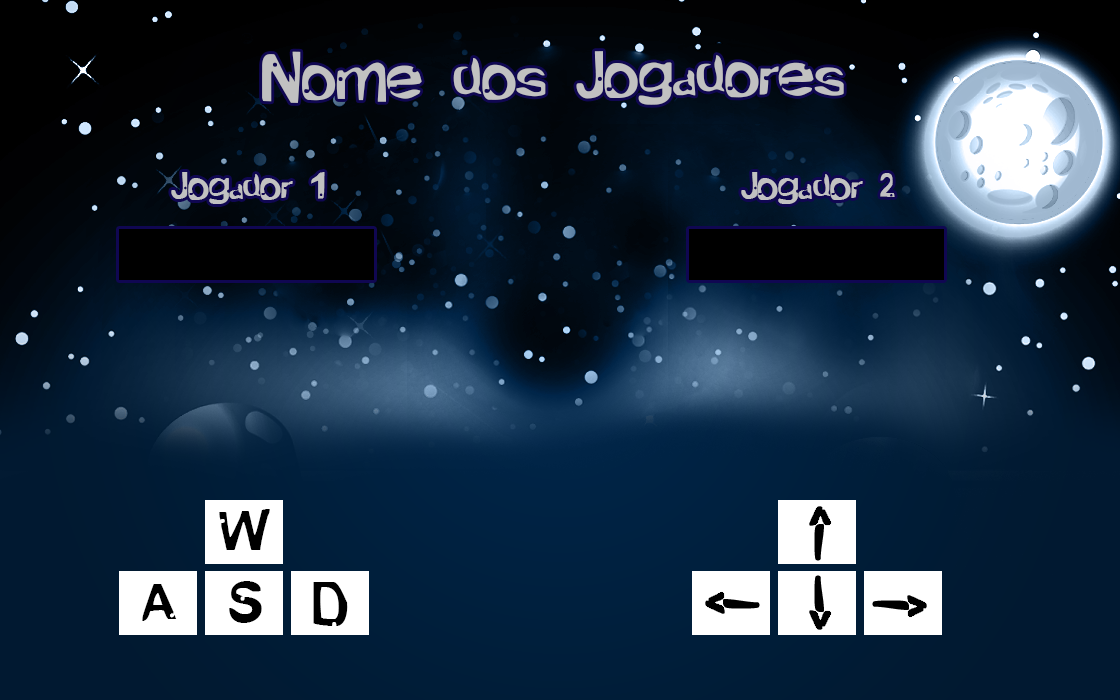 Nome dos Jogadores
Jogador 1
Jogador 2
W
A S D
↑
← ↓ →